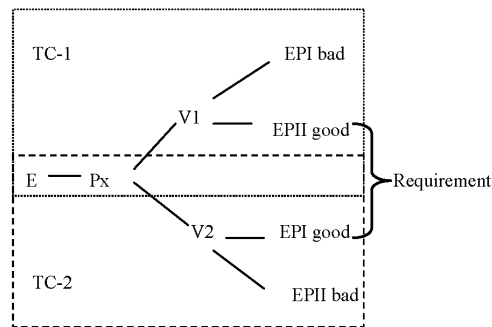 TC-1
EPI bad
V1
EPII good
E
Px
Requirement
V2
EPI good
TC-2
EPII bad